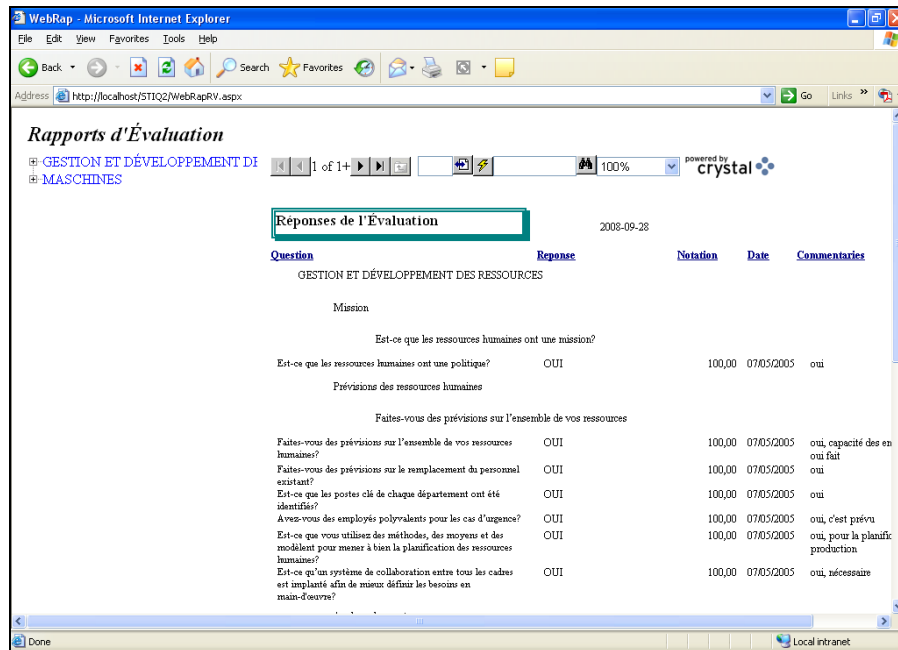 WebRap - Microsoft Internet Explorer
File Edit View Favorites Tools Help
Back Search Favorites
Address http://localhost/STIQ2/WebRapRV.aspx Go Links »
Rapports d'Évaluation
GESTION ET DÉVELOPPEMENT DE
MASCHINES
1 of 1+ 100% powered by crystal
Réponses de l'Évaluation
2008-09-28
Question Reponse Notation Date Commentaries
GESTION ET DÉVELOPPEMENT DES RESSOURCES
Mission
Est-ce que les ressources humaines ont une mission?
Est-ce que les ressources humaines ont une politique? OUI 100,00 07/05/2005 oui
Prévisions des ressources humaines
Faites-vous des prévisions sur l'ensemble de vos ressources
Faites-vous des prévisions sur l'ensemble de vos ressources OUI 100,00 07/05/2005 oui, capacité des en
humaines? oui fait
Faites-vous des prévisions sur le remplacement du personnel OUI 100,00 07/05/2005 oui
existant?
Est-ce que les postes clé de chaque département ont été OUI 100,00 07/05/2005 oui
identifiés?
Avez-vous des employés polyvalents pour les cas d'urgence? OUI 100,00 07/05/2005 oui, c'est prévu
Est-ce que vous utilisez des méthodes, des moyens et des OUI 100,00 07/05/2005 oui, pour la planific
modèlent pour mener à bien la planification des ressources production
humaines?
Est-ce qu'un système de collaboration entre tous les cadres OUI 100,00 07/05/2005 oui, nécessaire
est implanté afin de mieux définir les besoins en
main-d'œuvre?
Done Local intranet